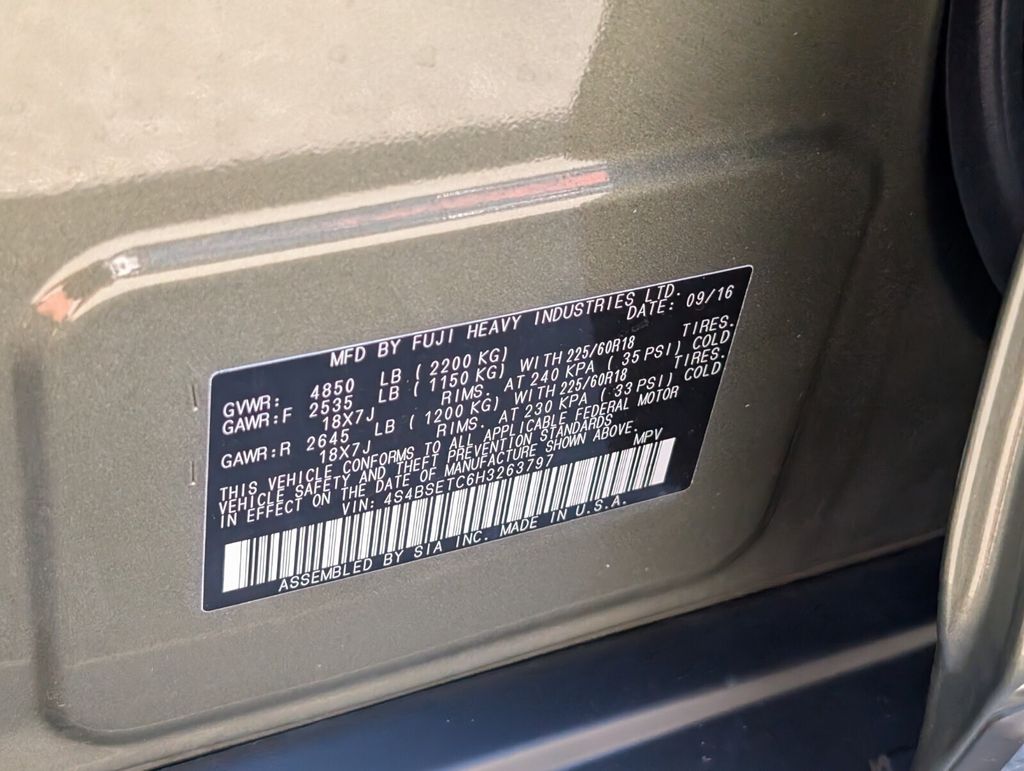 MFD BY FUJI HEAVY INDUSTRIES LTD.
DATE: 09/16
GVWR: 4850 LB ( 2200 KG)
GAWR:F 2535 LB ( 1150 KG) WITH 225/60R18 TIRES.
18X7J RIMS. AT 240 KPA ( 35 PSI) COLD
GAWR:R 2645 LB ( 1200 KG) WITH 225/60R18 TIRES.
18X7J RIMS. AT 230 KPA ( 33 PSI) COLD
THIS VEHICLE CONFORMS TO ALL APPLICABLE FEDERAL MOTOR
VEHICLE SAFETY AND THEFT PREVENTION STANDARDS
IN EFFECT ON THE DATE OF MANUFACTURE SHOWN ABOVE.
VIN: 4S4BSETC6H3263797 MPV
ASSEMBLED BY SIA INC. MADE IN U.S.A.